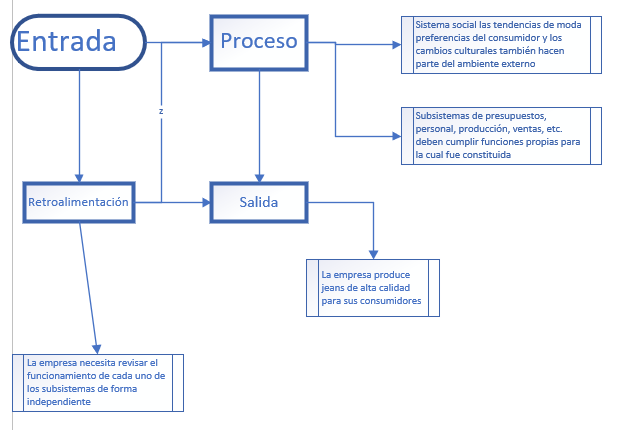 Entrada
Proceso
Sistema social las tendencias de moda
preferencias del consumidor y los
cambios culturales también hacen
parte del ambiente externo
z
Subsistemas de presupuestos,
personal, producción, ventas, etc.
deben cumplir funciones propias para
la cual fue constituida
Retroalimentación
Salida
La empresa produce
jeans de alta calidad
para sus consumidores
La empresa necesita revisar el
funcionamiento de cada uno de
los subsistemas de forma
independiente